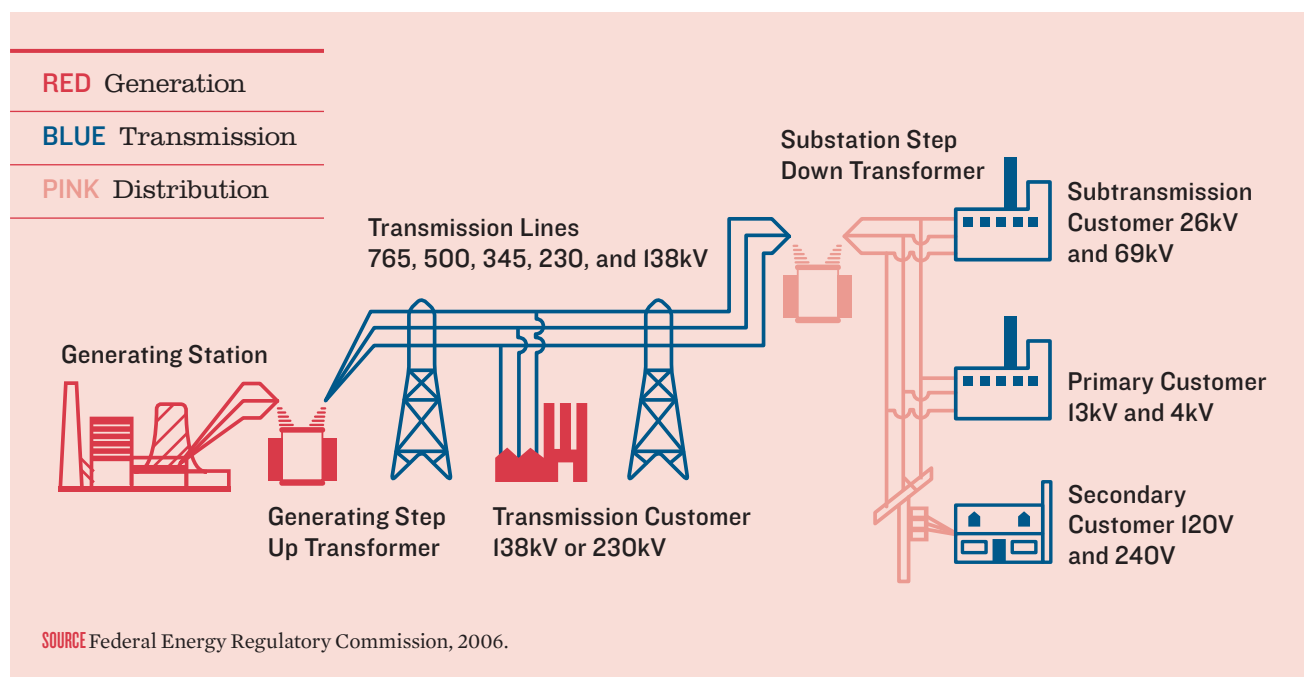 RED Generation
BLUE Transmission
PINK Distribution
Substation Step
Down Transformer
Subtransmission
Customer 26kV
and 69kV
Transmission Lines
765, 500, 345, 230, and 138kV
Generating Station
Primary Customer
13kV and 4kV
Generating Step
Up Transformer
Transmission Customer
138kV or 230kV
Secondary
Customer 120V
and 240V
SOURCE Federal Energy Regulatory Commission, 2006.